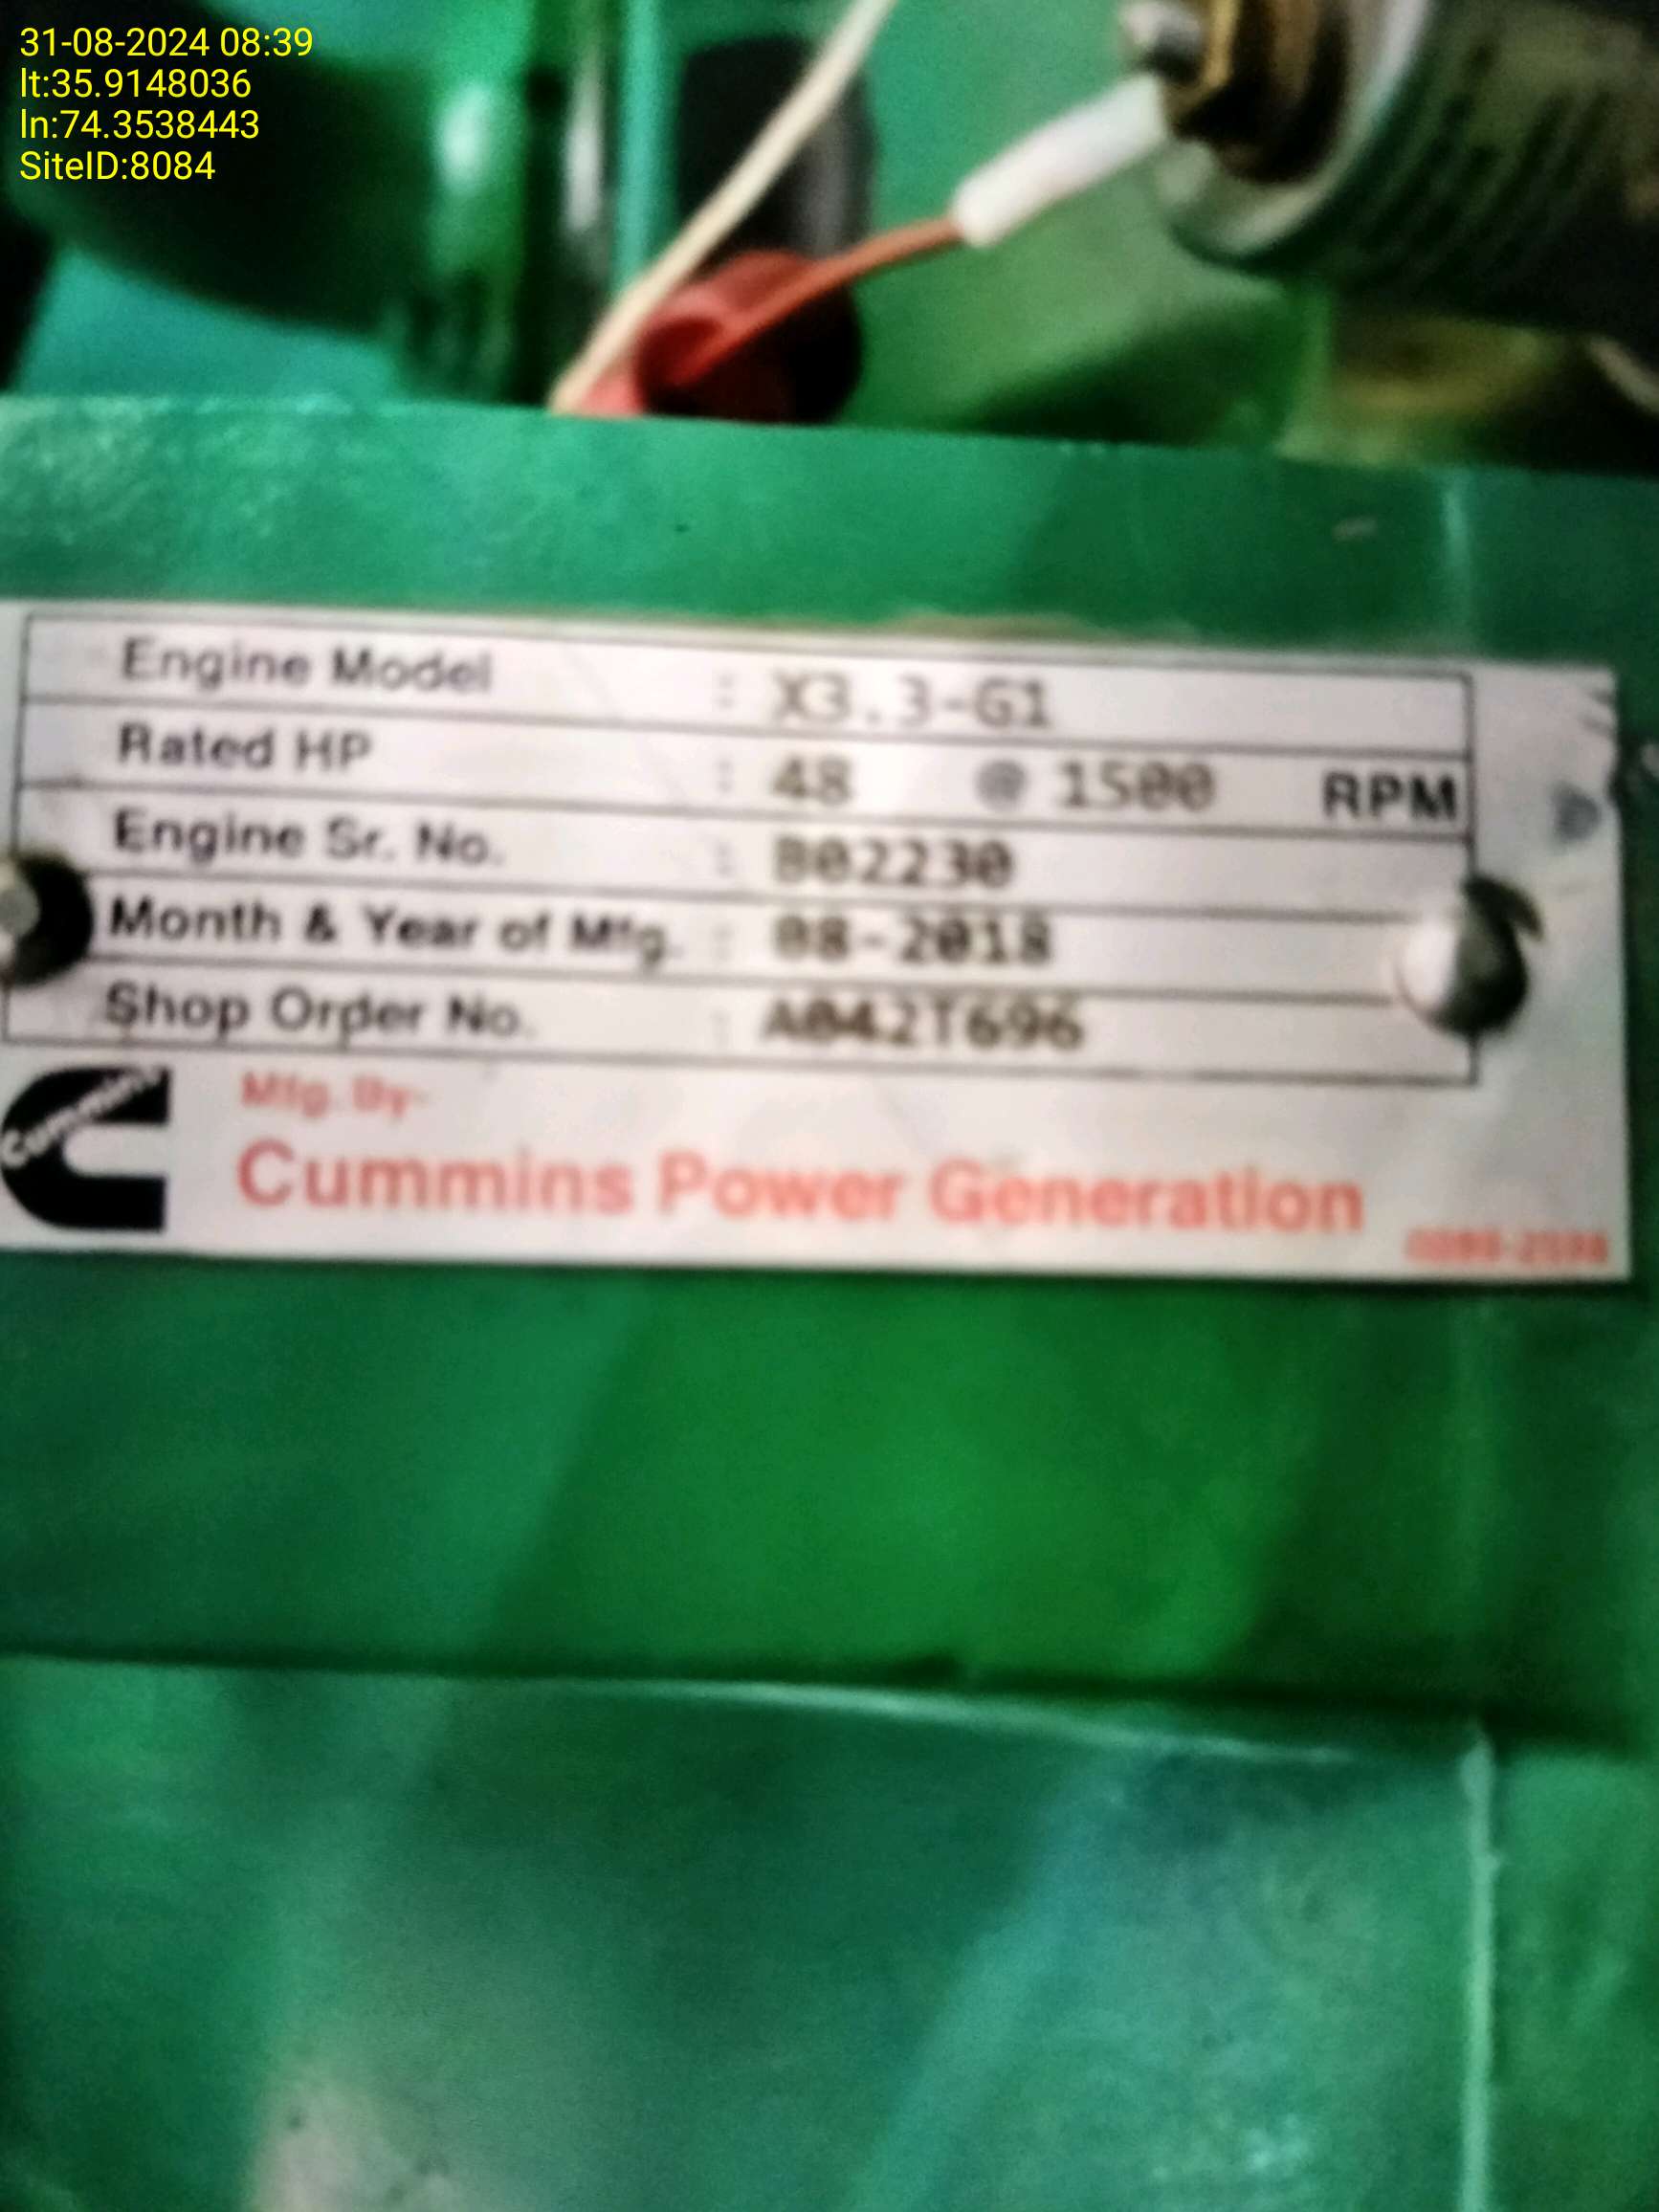 31-08-2024 08:39
lt:35.9148036
ln:74.3538443
SiteID:8084
Engine Model : X3.3-G1
Rated HP : 48 @ 1500 RPM
Engine Sr. No. : B02230
Month & Year of Mfg. : 08-2018
Shop Order No. : A042T696
Cummins
Mfg. By-
Cummins Power Generation